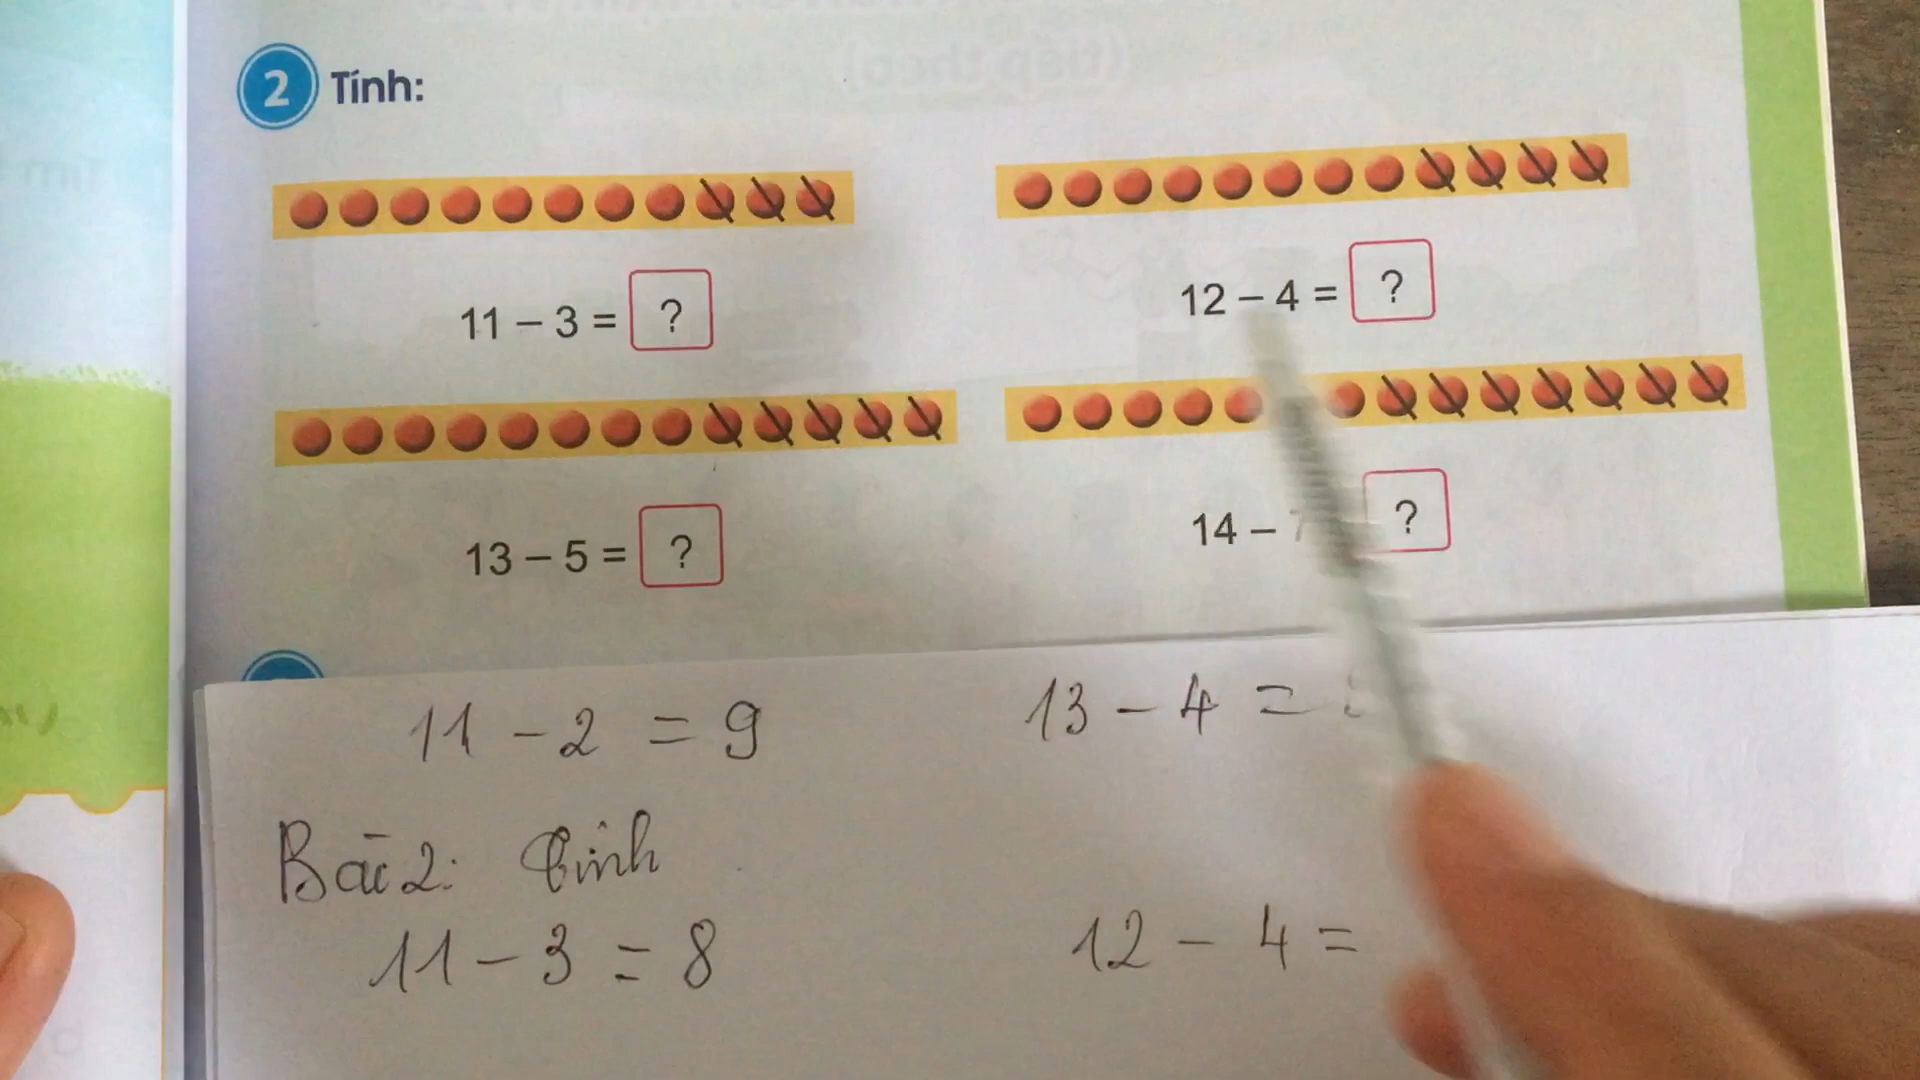 2 Tính:
11 – 3 = ?
12 – 4 = ?
13 – 5 = ?
14 – ?
11 - 2 = 9
13 - 4 =
Bài 2: Tính
11 - 3 = 8
12 - 4 =